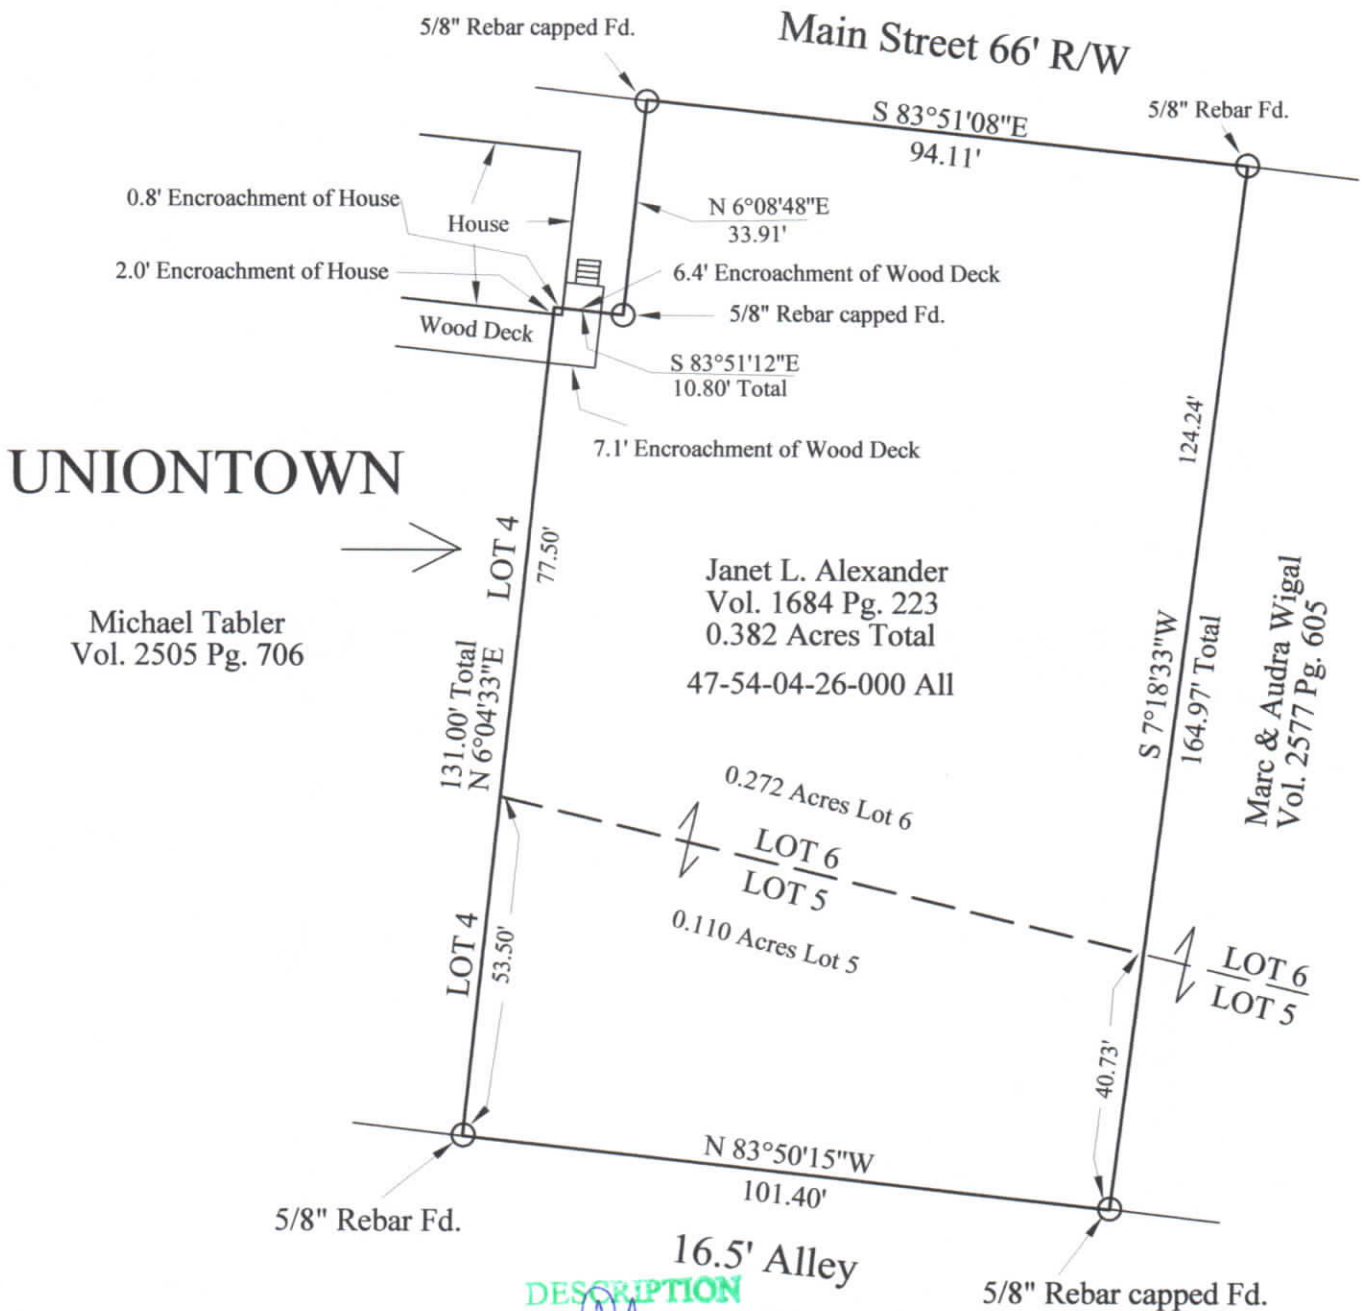 5/8" Rebar capped Fd.
Main Street 66' R/W
S 83°51'08"E
94.11'
5/8" Rebar Fd.
0.8' Encroachment of House
House
N 6°08'48"E
33.91'
2.0' Encroachment of House
6.4' Encroachment of Wood Deck
5/8" Rebar capped Fd.
Wood Deck
S 83°51'12"E
10.80' Total
7.1' Encroachment of Wood Deck
124.24'
UNIONTOWN
LOT 4
77.50'
Michael Tabler
Vol. 2505 Pg. 706
Janet L. Alexander
Vol. 1684 Pg. 223
0.382 Acres Total
47-54-04-26-000 All
131.00' Total
N 6°04'33"E
S 7°18'33"W
164.97' Total
Marc & Audra Wigal
Vol. 2577 Pg. 605
0.272 Acres Lot 6
LOT 6
LOT 5
0.110 Acres Lot 5
LOT 4
53.50'
LOT 6
LOT 5
40.73'
N 83°50'15"W
101.40'
5/8" Rebar Fd.
16.5' Alley
5/8" Rebar capped Fd.
DESCRIPTION